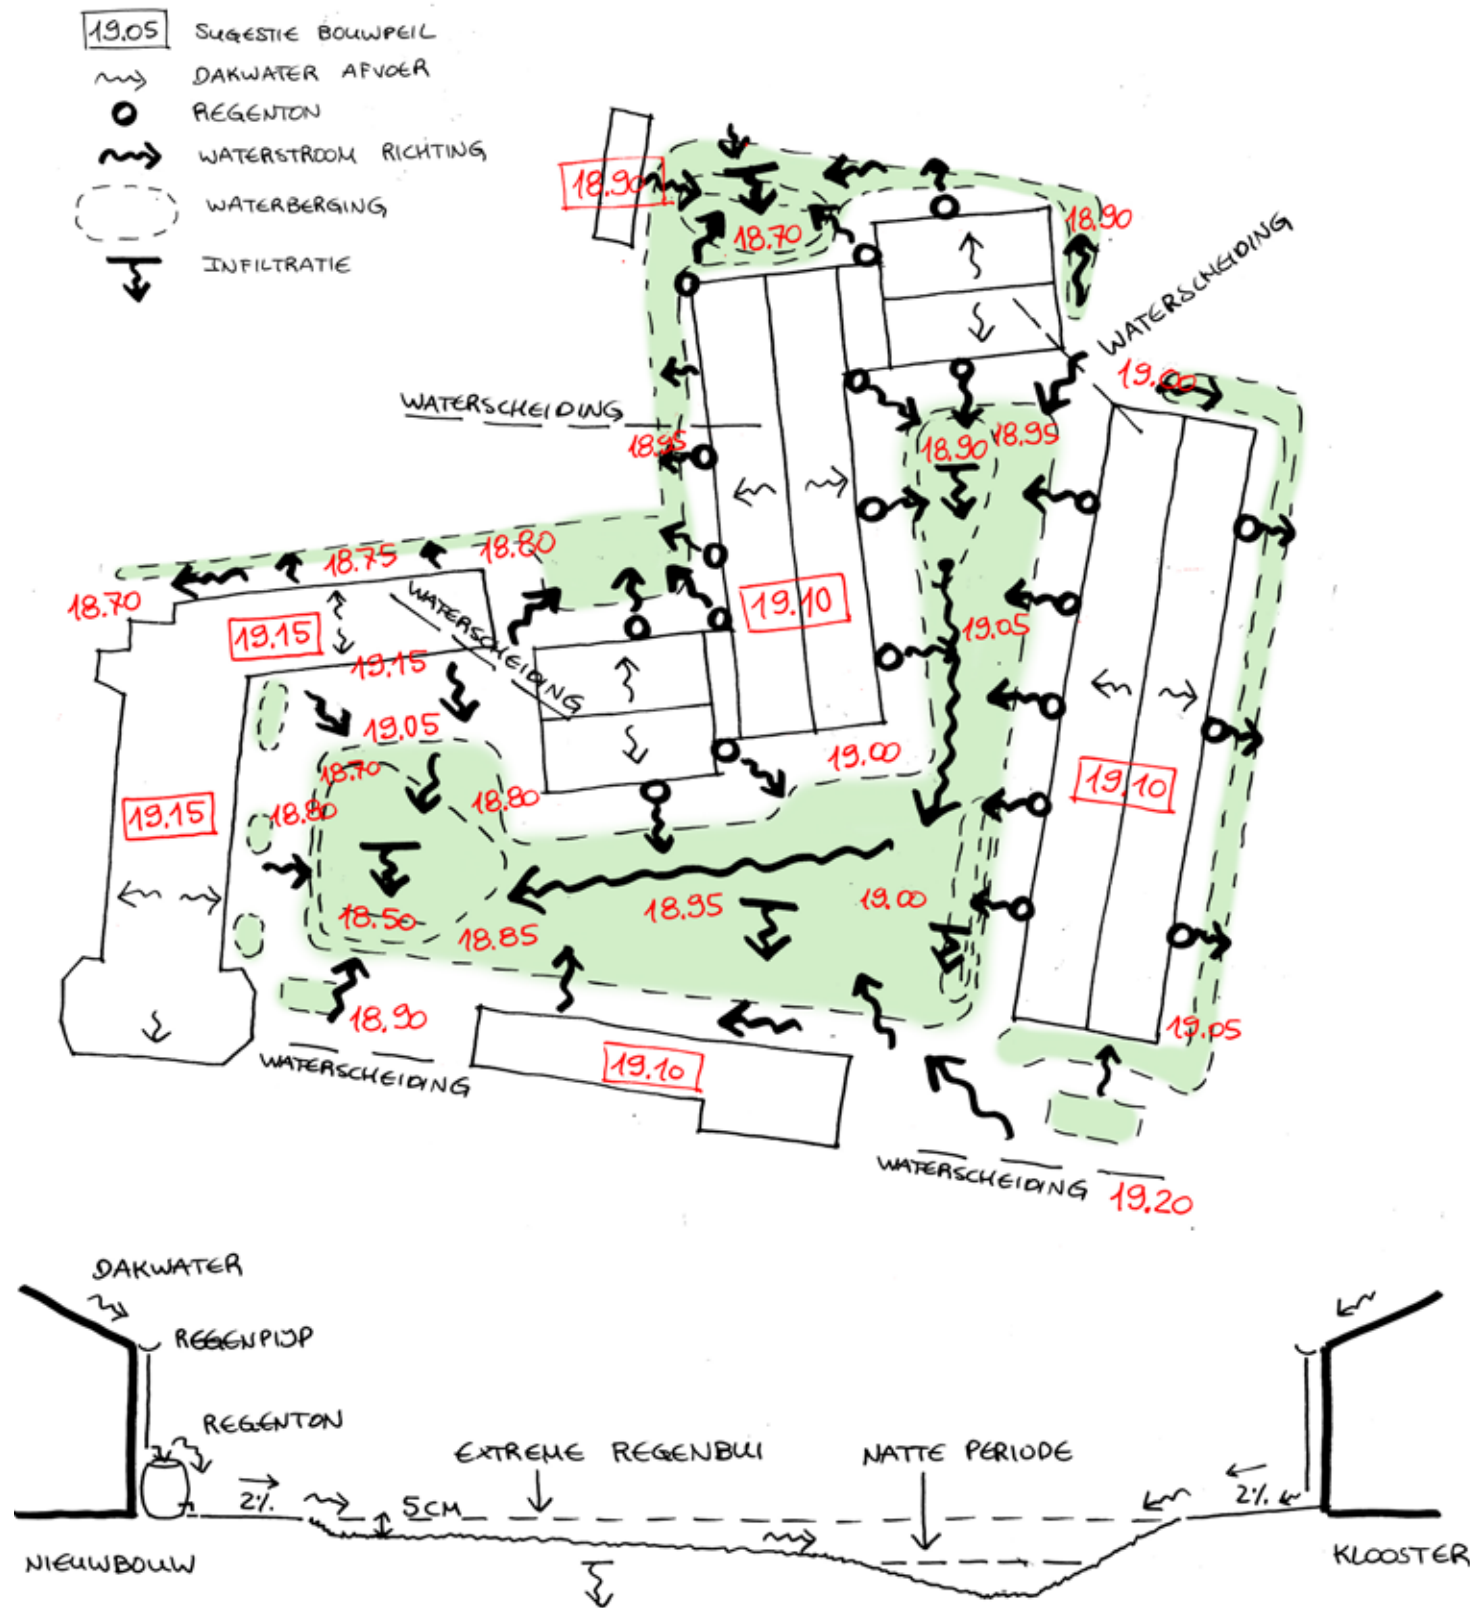 19.05 SUGESTIE BOUWPEIL
DAKWATER AFVOER
REGENTON
WATERSTROOM RICHTING
WATERBERGING
INFILTRATIE
18.90
18.70
18.90
WATERSCHEIDING
19.00
WATERSCHEIDING
18.95
18.90
18.95
18.75
18.80
18.70
WATERSCHEIDING
19.10
19.15
19.15
19.05
19.05
19.00
18.70
18.80
18.80
19.15
19.10
18.50
18.85
18.95
19.00
18.90
WATERSCHEIDING
19.10
19.05
WATERSCHEIDING
19.20
DAKWATER
REGENPIJP
REGENTON
EXTREME REGENBUI
NATTE PERIODE
2%
5CM
2%
NIEUWBOUW
KLOOSTER